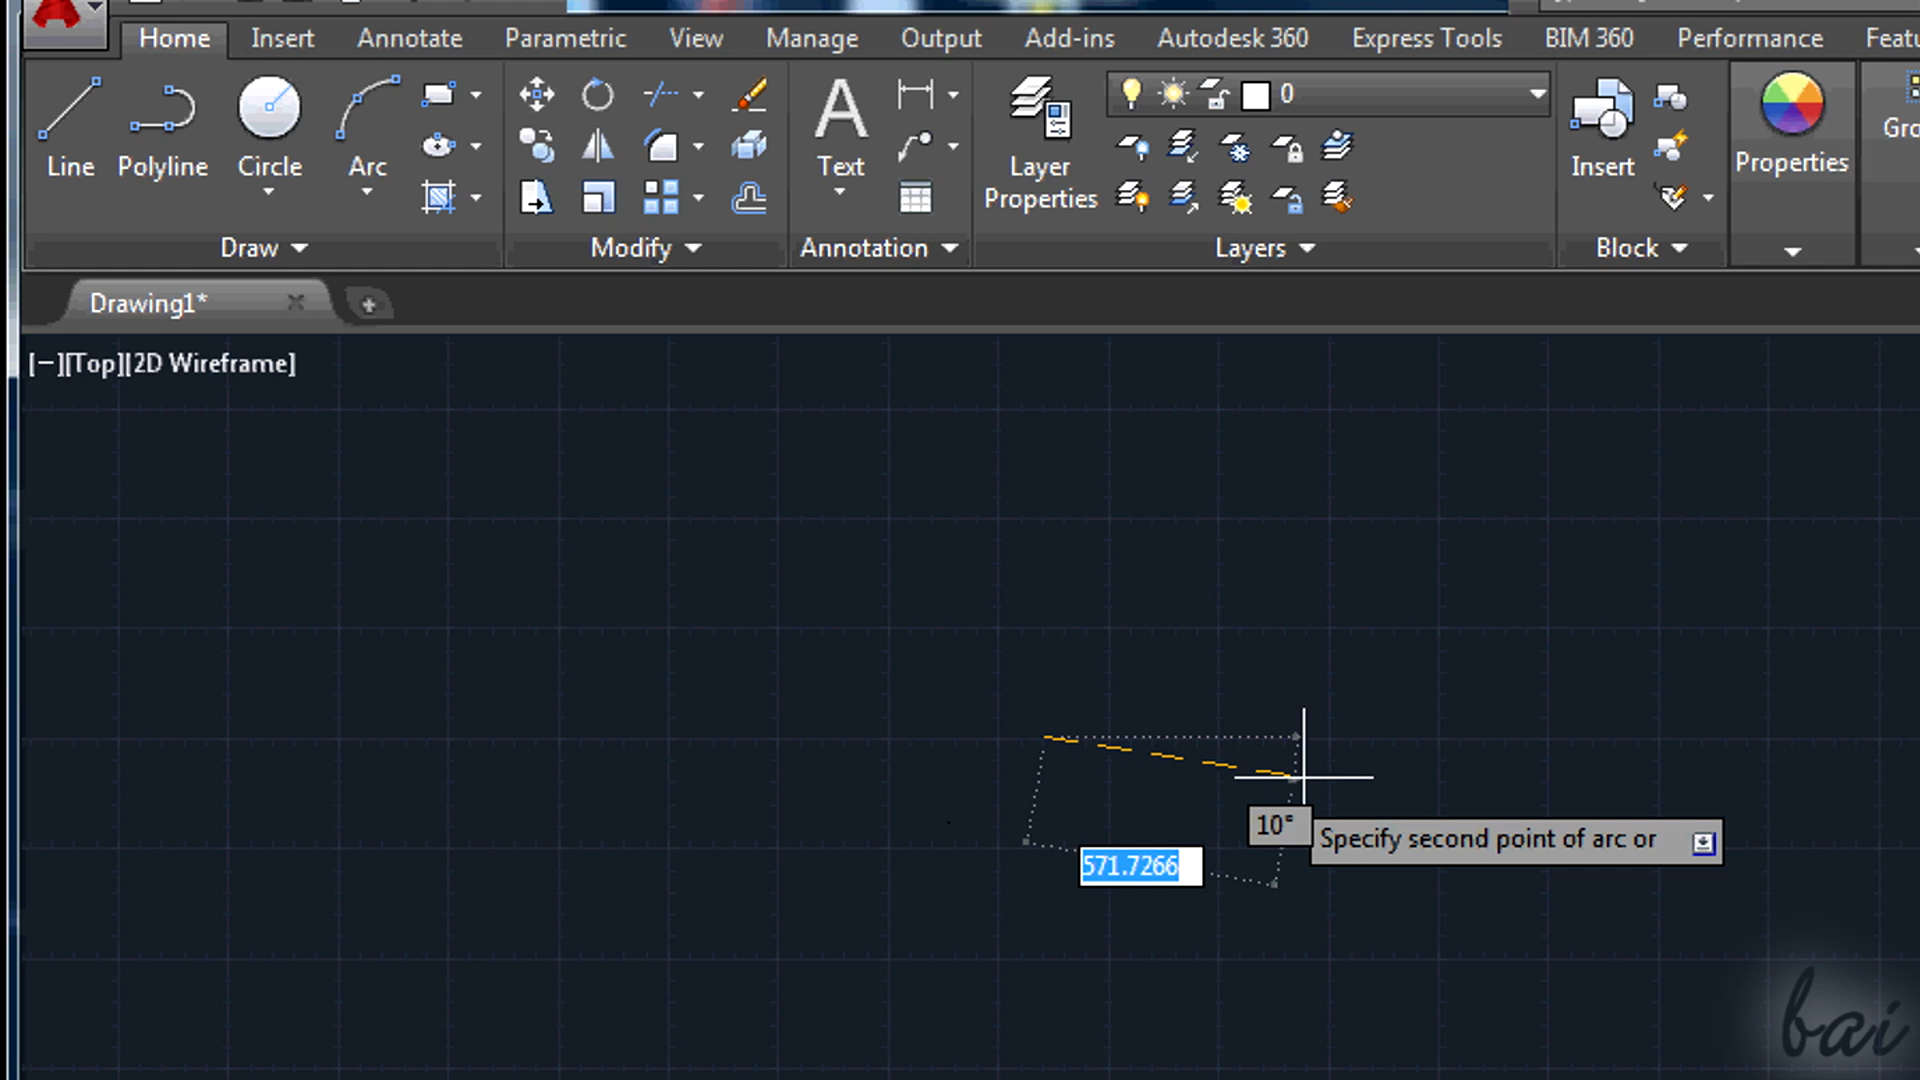 Home Insert Annotate Parametric View Manage Output Add-ins Autodesk 360 Express Tools BIM 360 Performance
A
0
Line Polyline Circle Arc Text Layer Properties Insert Properties
Draw Modify Annotation Layers Block
Drawing1*
[−][Top][2D Wireframe]
10°
Specify second point of arc or
571.7266
bai